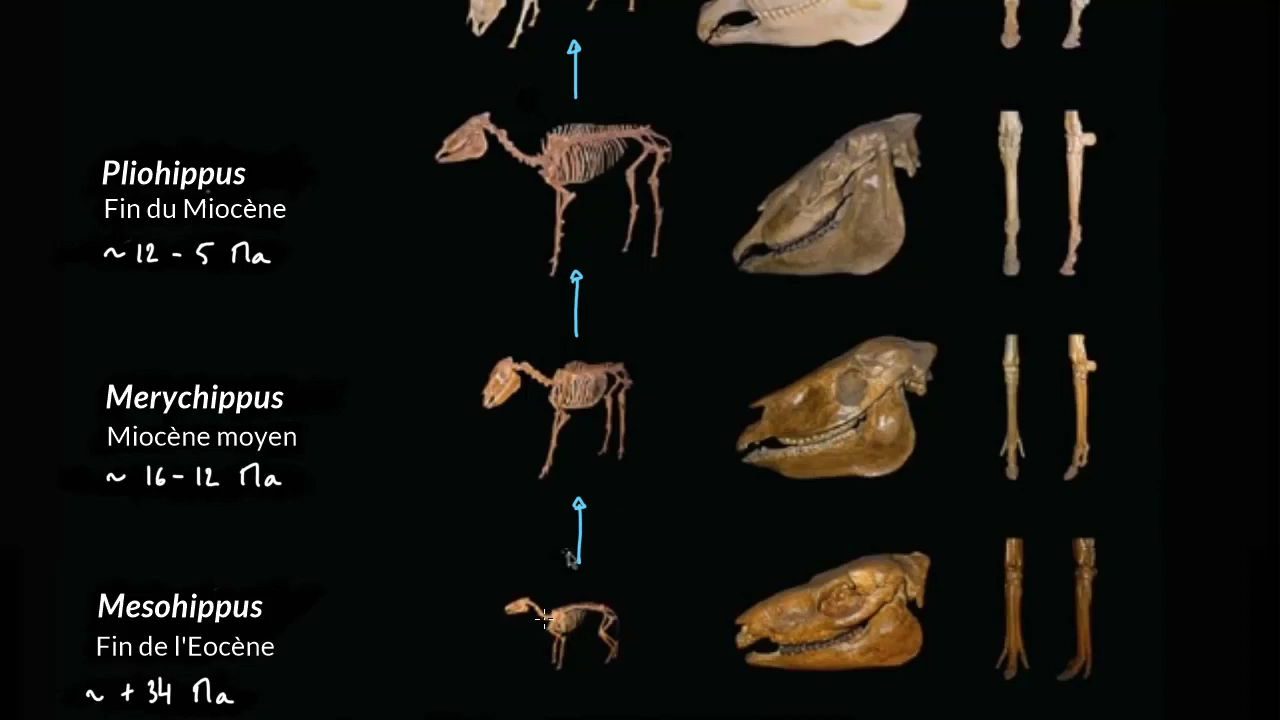 Pliohippus
Fin du Miocène
~ 12 - 5 Ma
Merychippus
Miocène moyen
~ 16 - 12 Ma
Mesohippus
Fin de l'Eocène
~ + 34 Ma